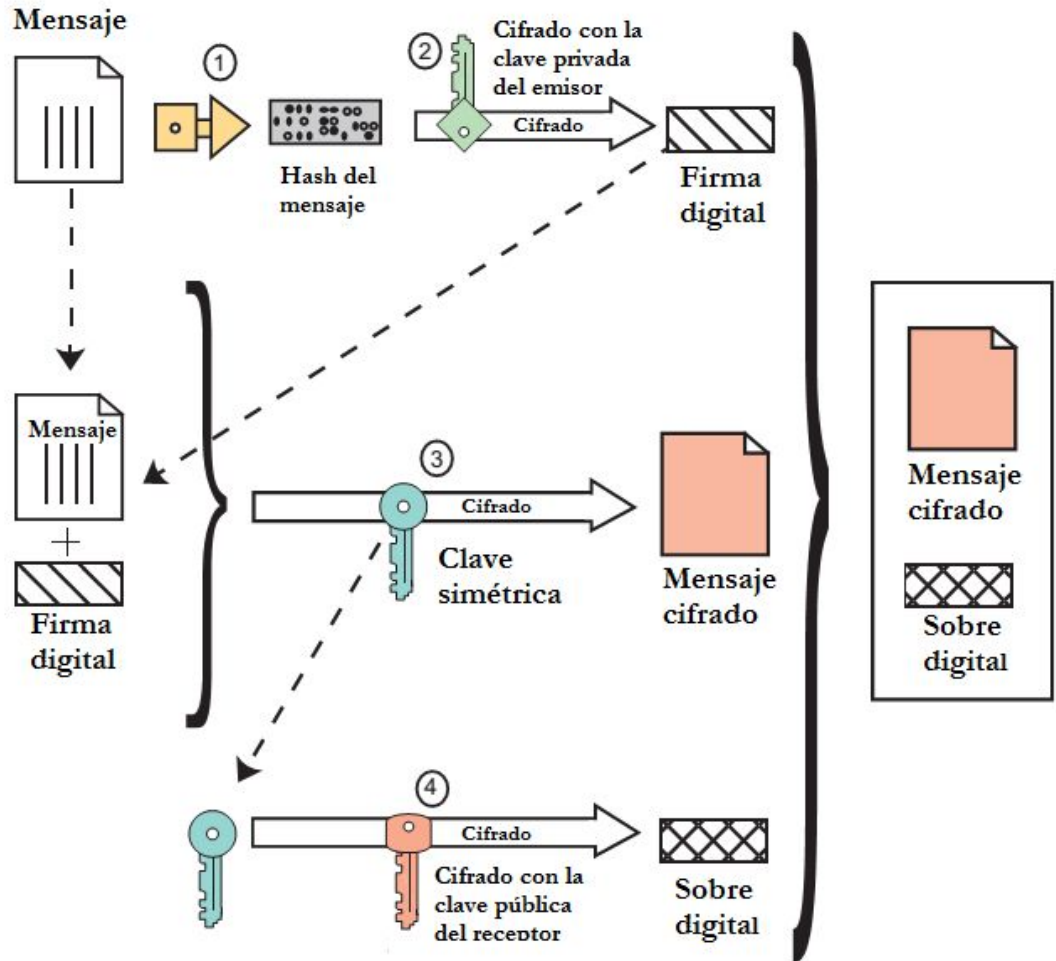 Mensaje
1
Hash del
mensaje
2
Cifrado con la
clave privada
del emisor
Cifrado
Firma
digital
Mensaje
+
Firma
digital
3
Cifrado
Clave
simétrica
Mensaje
cifrado
4
Cifrado
Cifrado con la
clave pública
del receptor
Sobre
digital
Mensaje
cifrado
Sobre
digital